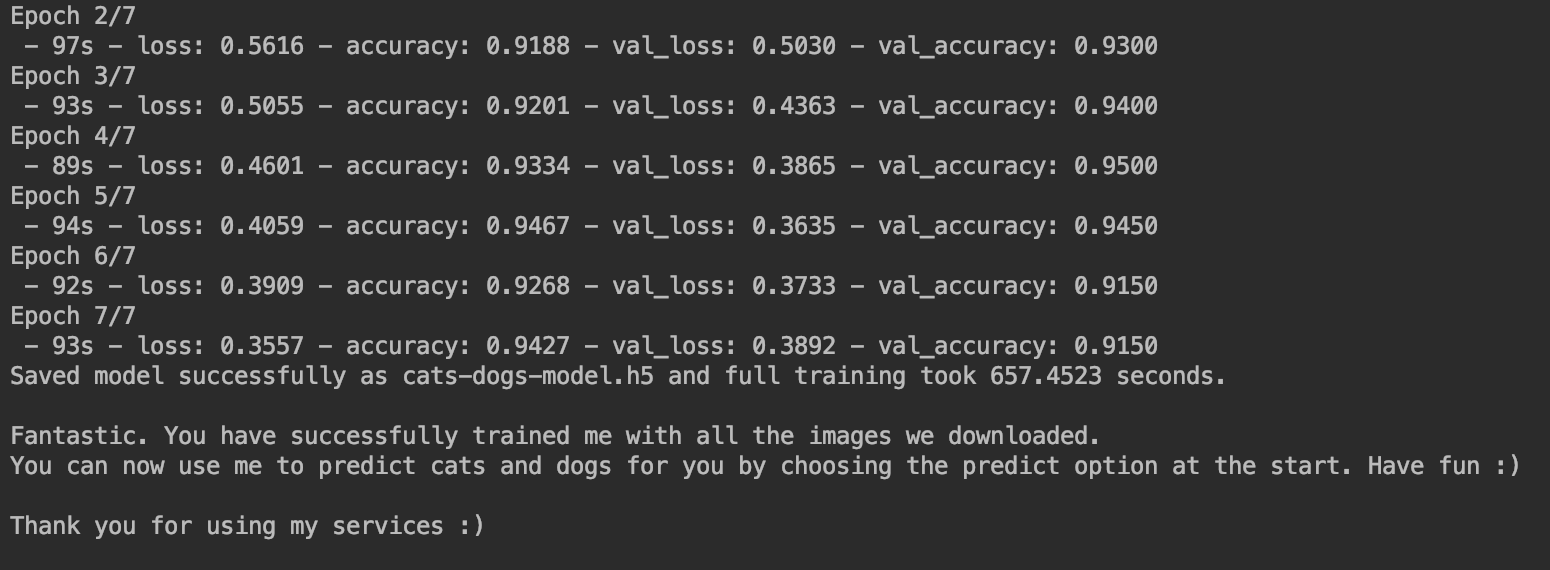 Epoch 2/7
 - 97s - loss: 0.5616 - accuracy: 0.9188 - val_loss: 0.5030 - val_accuracy: 0.9300
Epoch 3/7
 - 93s - loss: 0.5055 - accuracy: 0.9201 - val_loss: 0.4363 - val_accuracy: 0.9400
Epoch 4/7
 - 89s - loss: 0.4601 - accuracy: 0.9334 - val_loss: 0.3865 - val_accuracy: 0.9500
Epoch 5/7
 - 94s - loss: 0.4059 - accuracy: 0.9467 - val_loss: 0.3635 - val_accuracy: 0.9450
Epoch 6/7
 - 92s - loss: 0.3909 - accuracy: 0.9268 - val_loss: 0.3733 - val_accuracy: 0.9150
Epoch 7/7
 - 93s - loss: 0.3557 - accuracy: 0.9427 - val_loss: 0.3892 - val_accuracy: 0.9150
Saved model successfully as cats-dogs-model.h5 and full training took 657.4523 seconds.

Fantastic. You have successfully trained me with all the images we downloaded.
You can now use me to predict cats and dogs for you by choosing the predict option at the start. Have fun :)

Thank you for using my services :)